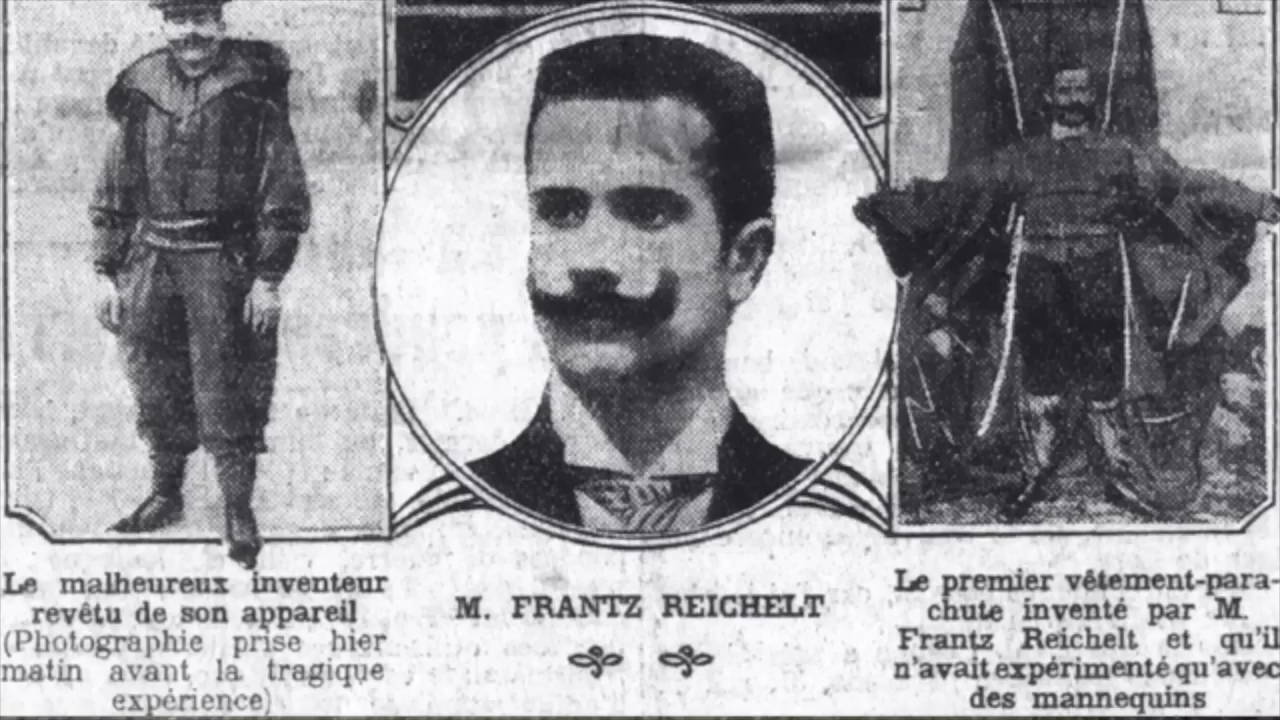 Le malheureux inventeur
revêtu de son appareil
(Photographie prise hier
matin avant la tragique
expérience)
M. FRANTZ REICHELT
Le premier vêtement-para-
chute inventé par M.
Frantz Reichelt et qu'il
n'avait expérimenté qu'avec
des mannequins